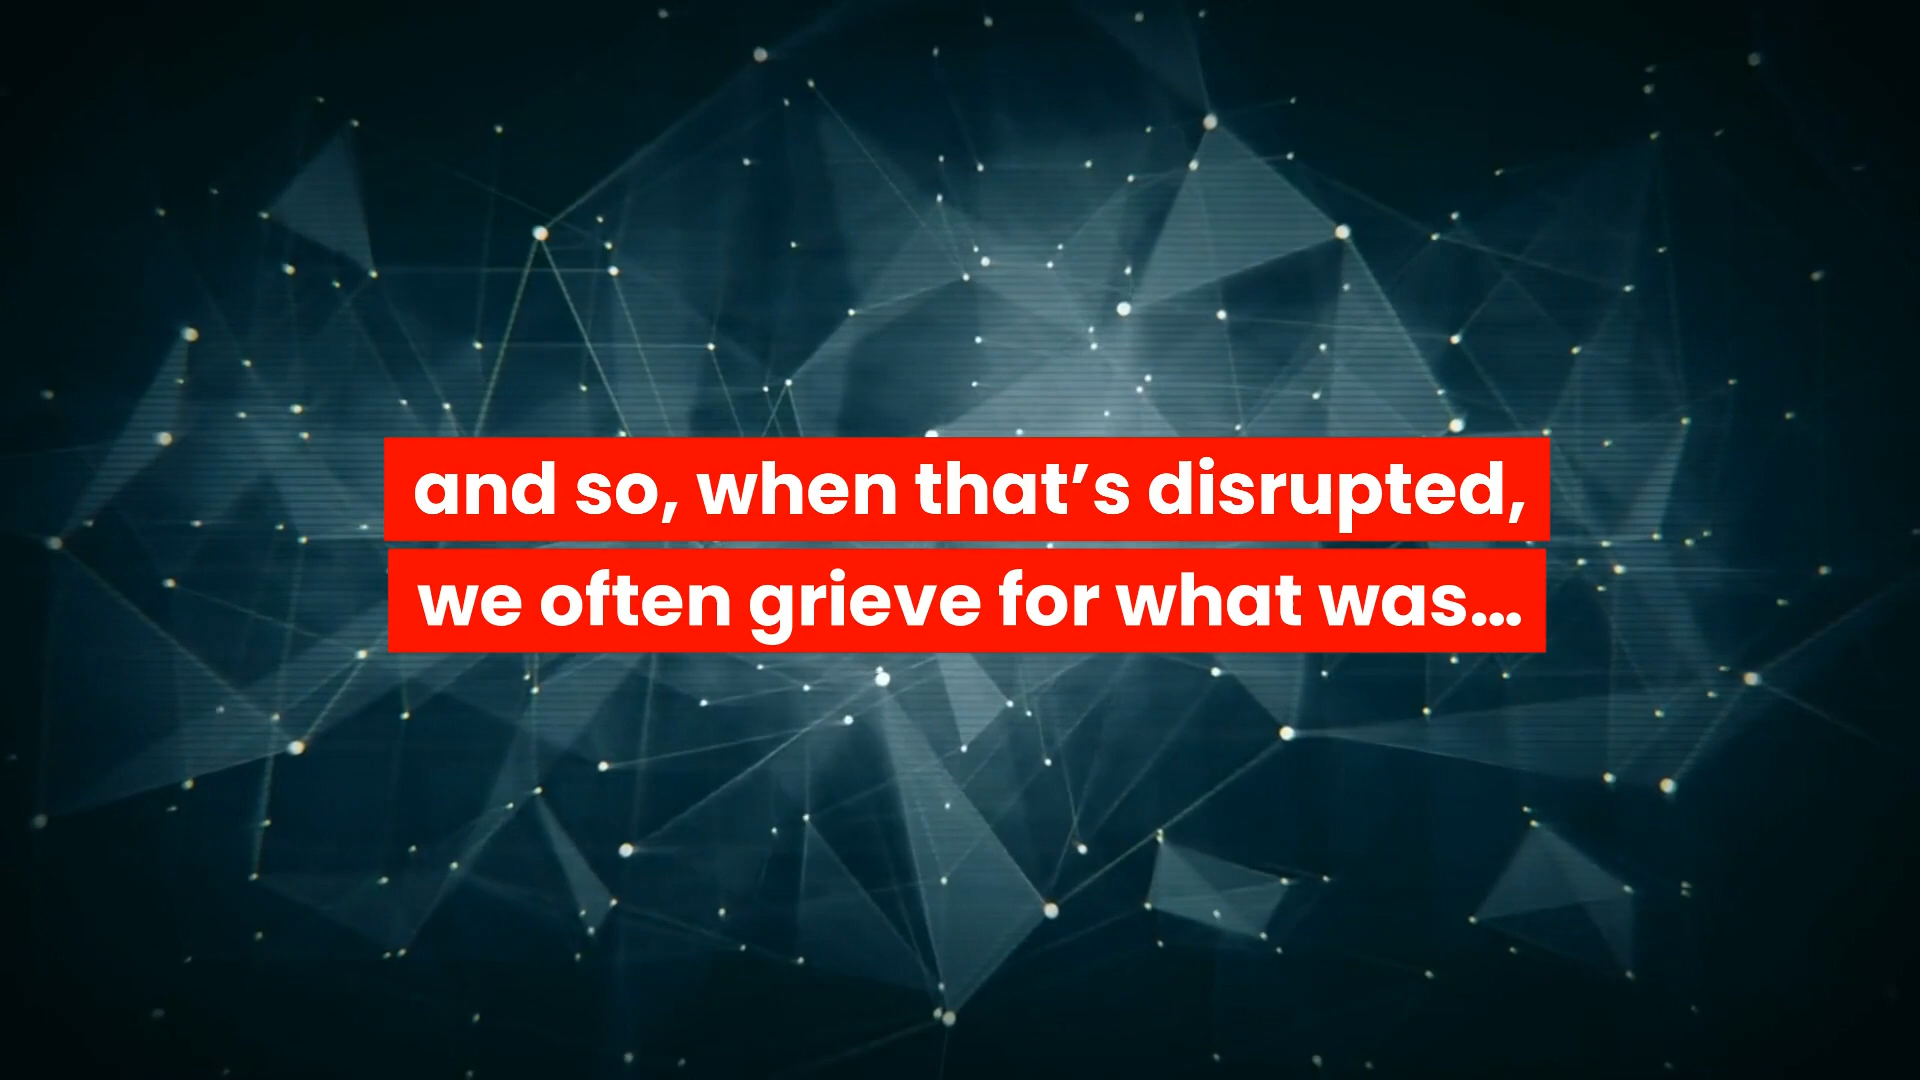 and so, when that’s disrupted,
we often grieve for what was...